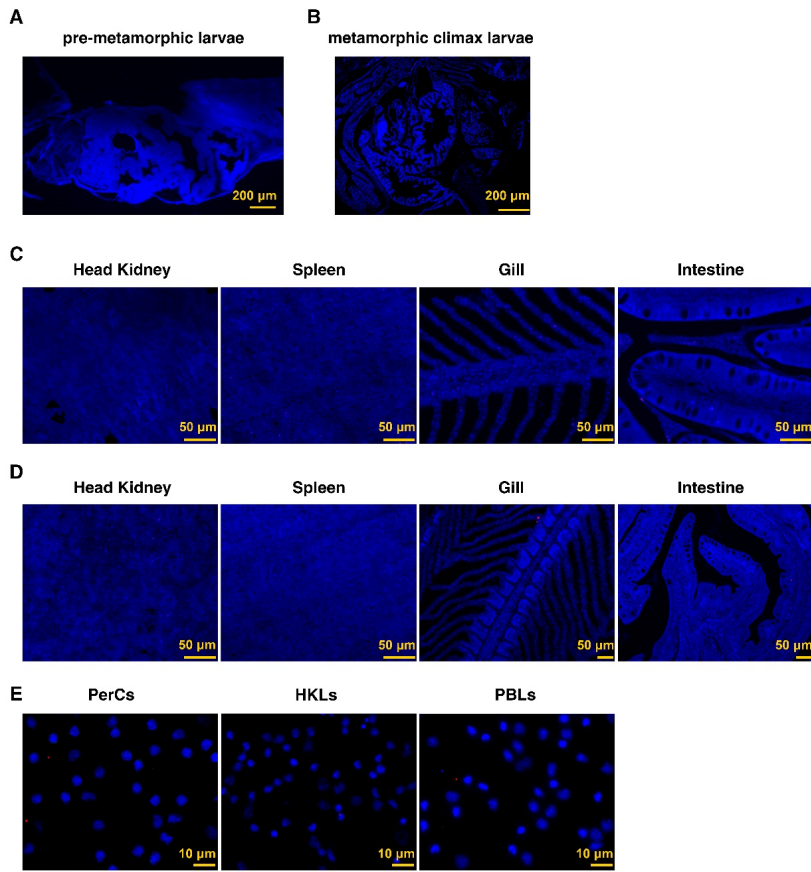 A
B
pre-metamorphic larvae
metamorphic climax larvae
200 µm
200 µm
C
Head Kidney
Spleen
Gill
Intestine
50 µm
50 µm
50 µm
50 µm
D
Head Kidney
Spleen
Gill
Intestine
50 µm
50 µm
50 µm
50 µm
E
PerCs
HKLs
PBLs
10 µm
10 µm
10 µm